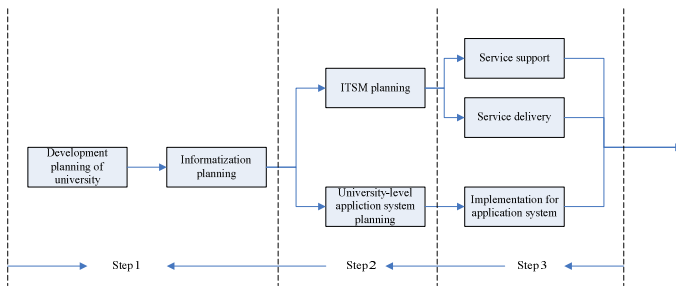 Service support
ITSM planning
Service delivery
Development
planning of
university
Informatization
planning
University-level
appliction system
planning
Implementation for
application system
Step 1
Step 2
Step 3